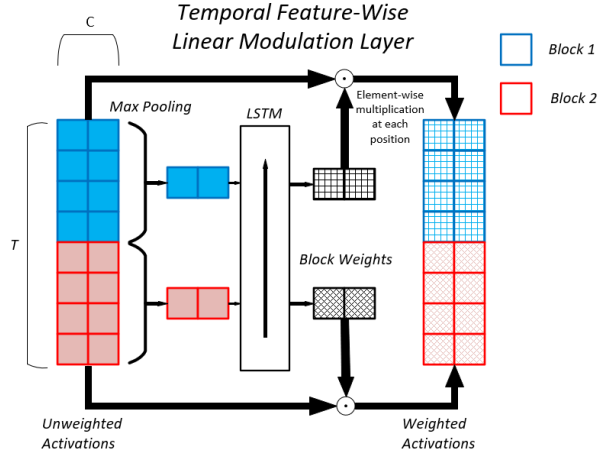 Temporal Feature-Wise
Linear Modulation Layer
C
Block 1
Block 2
Max Pooling
LSTM
Element-wise
multiplication
at each
position
T
Block Weights
Unweighted
Activations
Weighted
Activations